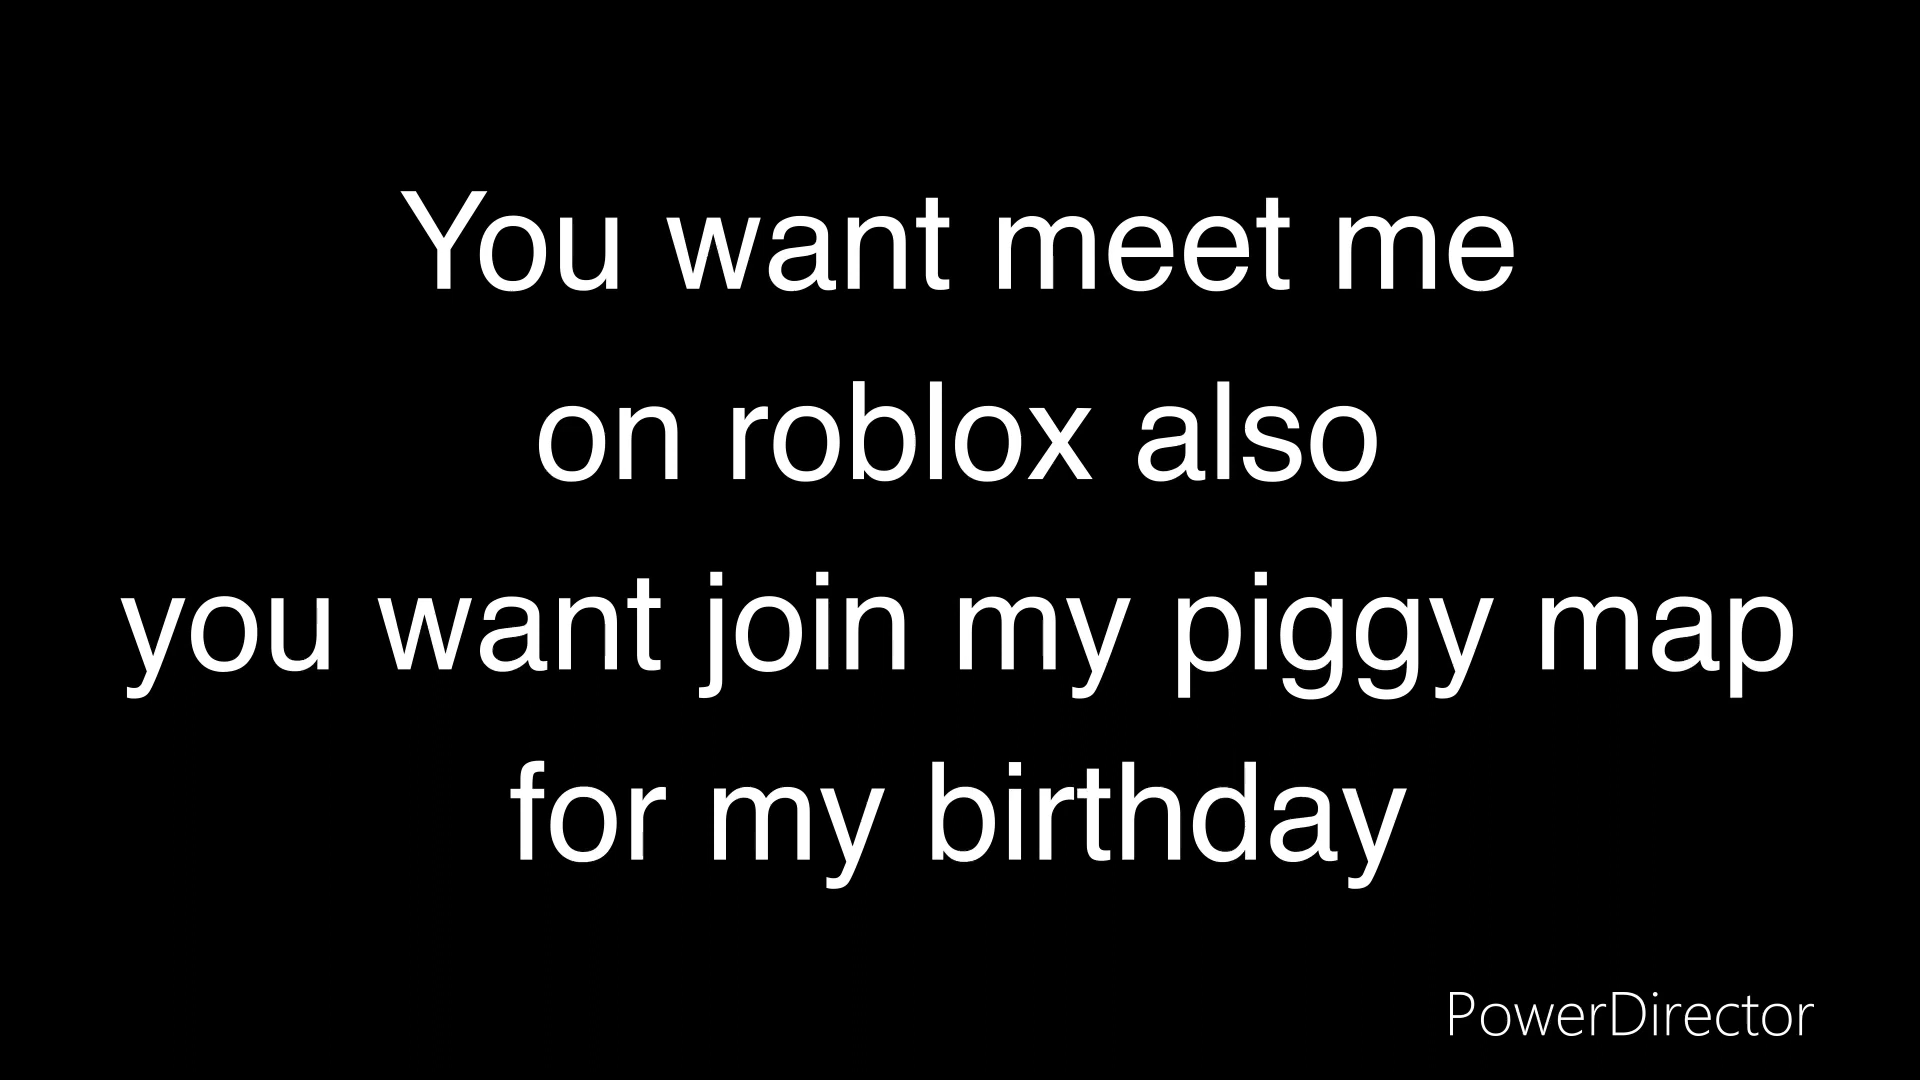 You want meet me
on roblox also
you want join my piggy map
for my birthday
PowerDirector